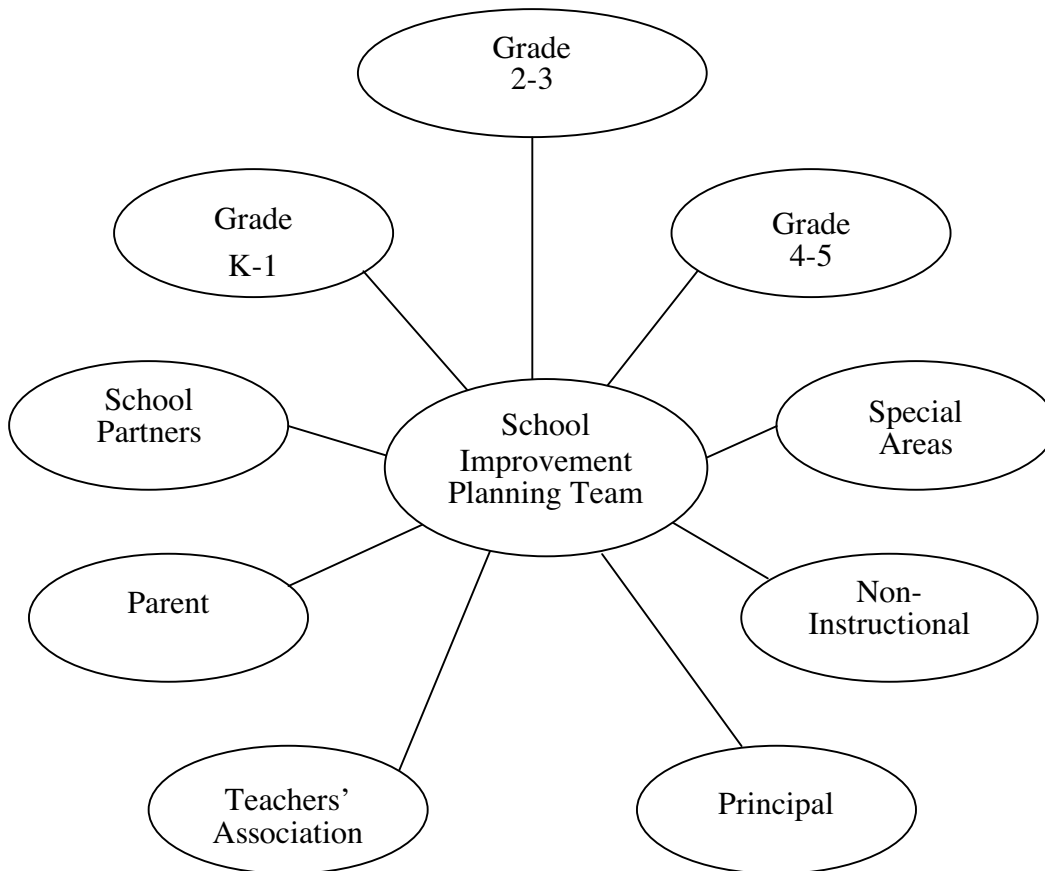 Grade
2-3
Grade
K-1
Grade
4-5
School
Partners
School
Improvement
Planning Team
Special
Areas
Parent
Non-
Instructional
Teachers’
Association
Principal